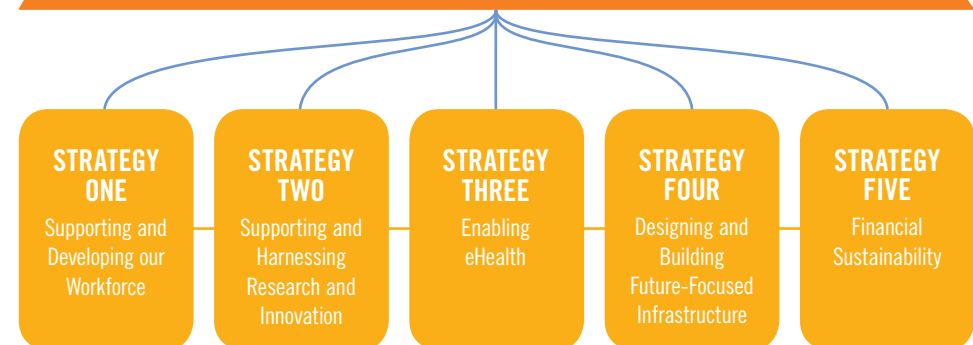 STRATEGY
ONE
Supporting and
Developing our
Workforce
STRATEGY
TWO
Supporting and
Harnessing
Research and
Innovation
STRATEGY
THREE
Enabling
eHealth
STRATEGY
FOUR
Designing and
Building
Future-Focused
Infrastructure
STRATEGY
FIVE
Financial
Sustainability